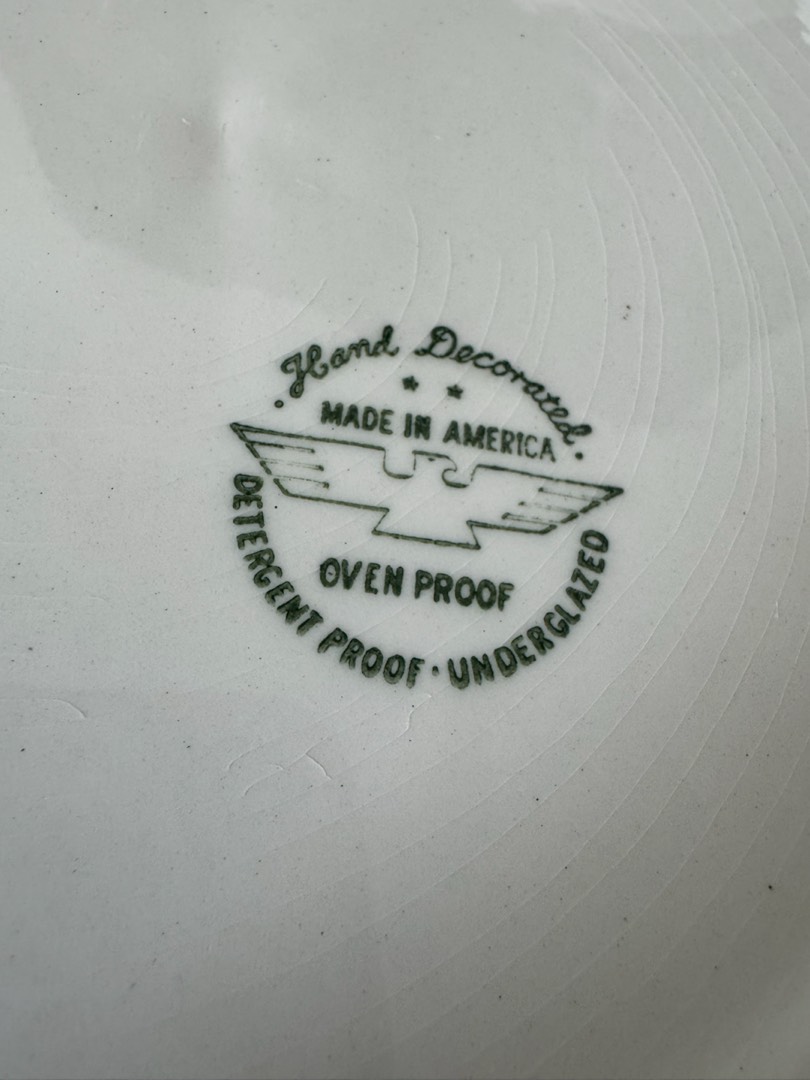 Hand Decorated
MADE IN AMERICA
OVEN PROOF
DETERGENT PROOF · UNDERGLAZED